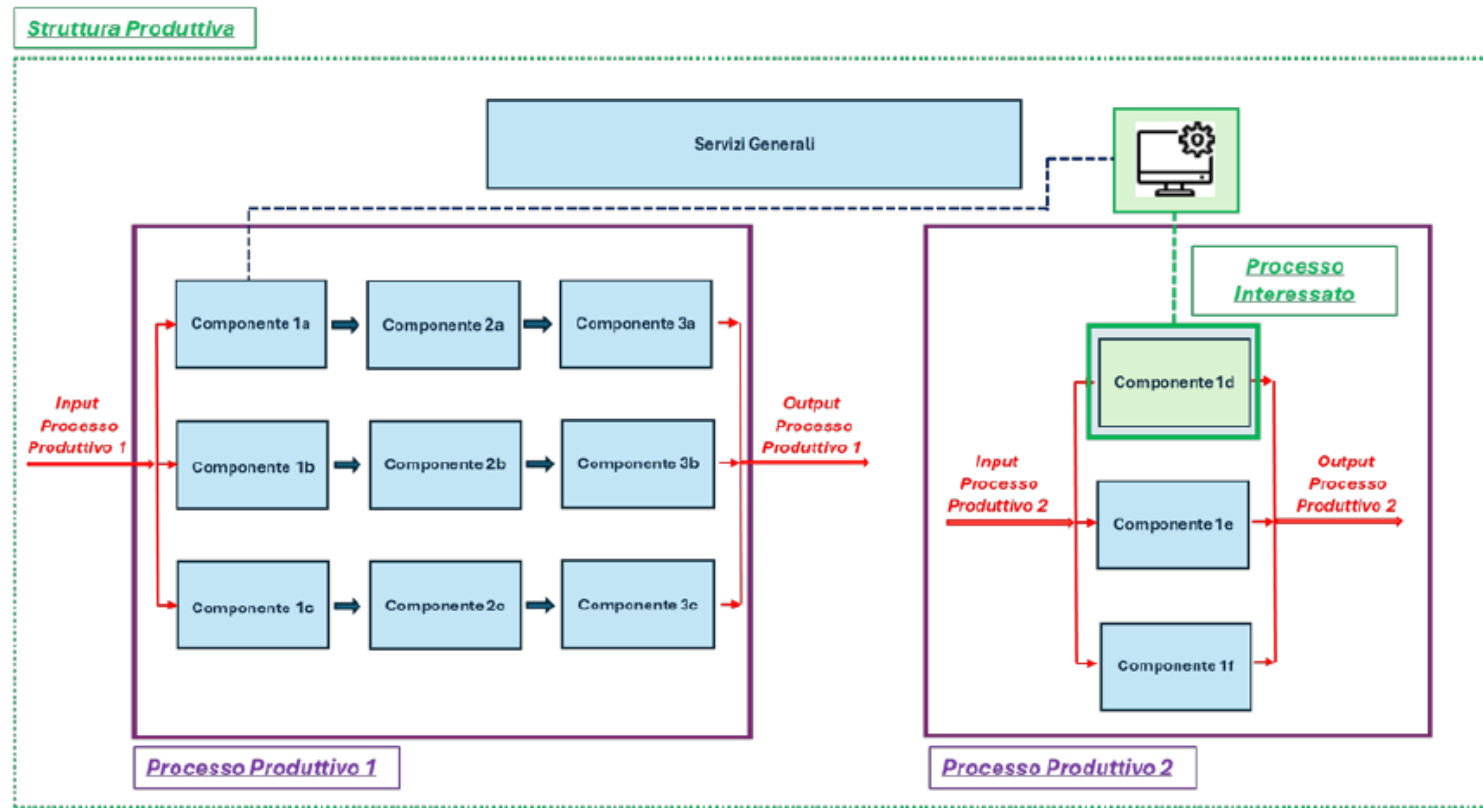 Struttura Produttiva
Servizi Generali
Processo
Interessato
Componente 1a
Componente 2a
Componente 3a
Input
Processo
Produttivo 1
Output
Processo
Produttivo 1
Componente 1b
Componente 2b
Componente 3b
Componente 1c
Componente 2c
Componente 3c
Processo Produttivo 1
Componente 1d
Input
Processo
Produttivo 2
Output
Processo
Produttivo 2
Componente 1e
Componente 1f
Processo Produttivo 2